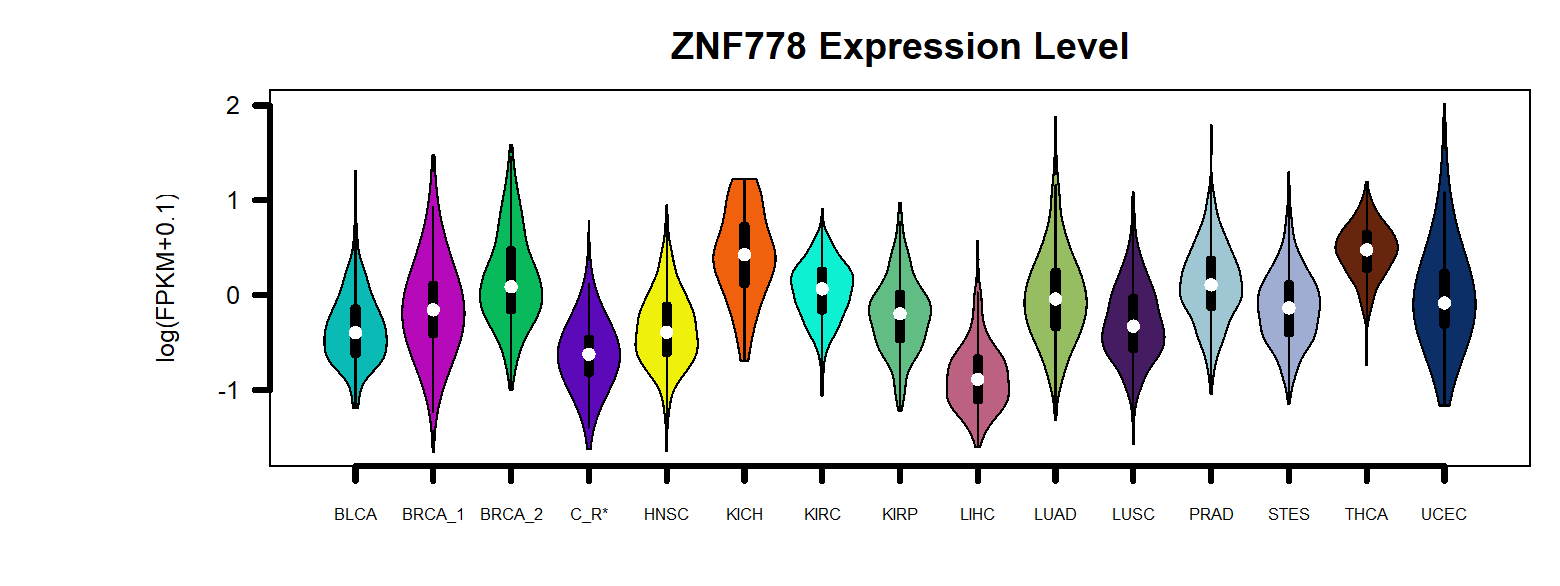 ZNF778 Expression Level
log(FPKM+0.1)
2
1
0
-1
BLCA BRCA_1 BRCA_2 C_R* HNSC KICH KIRC KIRP LIHC LUAD LUSC PRAD STES THCA UCEC